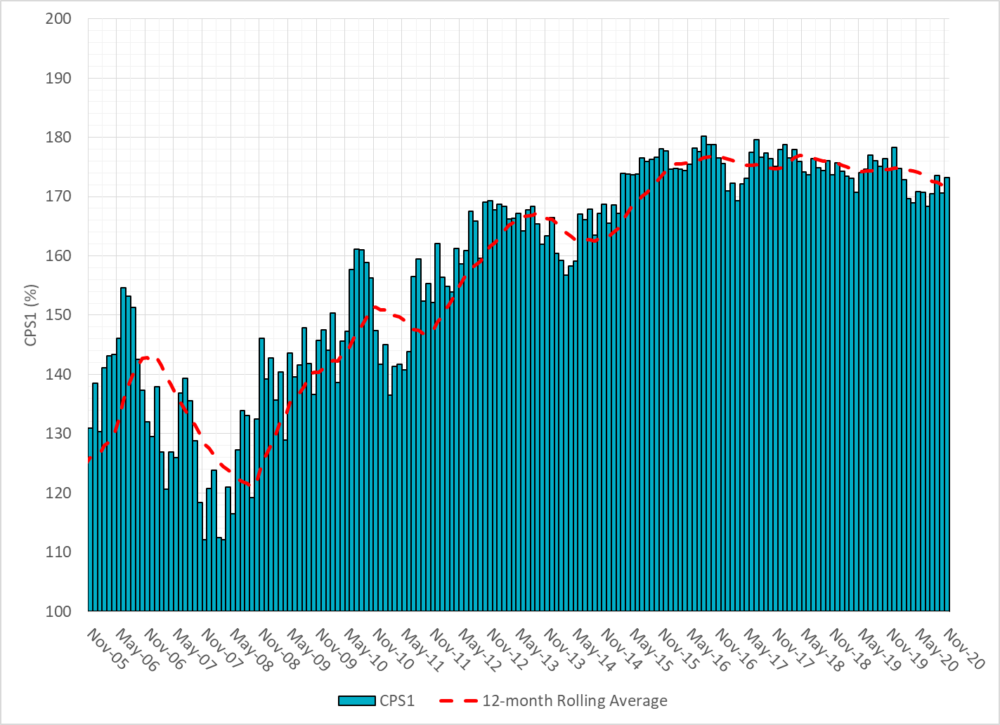 200
190
180
170
160
150
140
130
120
110
100
CPS1 (%)
Nov-05
May-06
Nov-06
May-07
Nov-07
May-08
Nov-08
May-09
Nov-09
May-10
Nov-10
May-11
Nov-11
May-12
Nov-12
May-13
Nov-13
May-14
Nov-14
May-15
Nov-15
May-16
Nov-16
May-17
Nov-17
May-18
Nov-18
May-19
Nov-19
May-20
Nov-20
CPS1
12-month Rolling Average